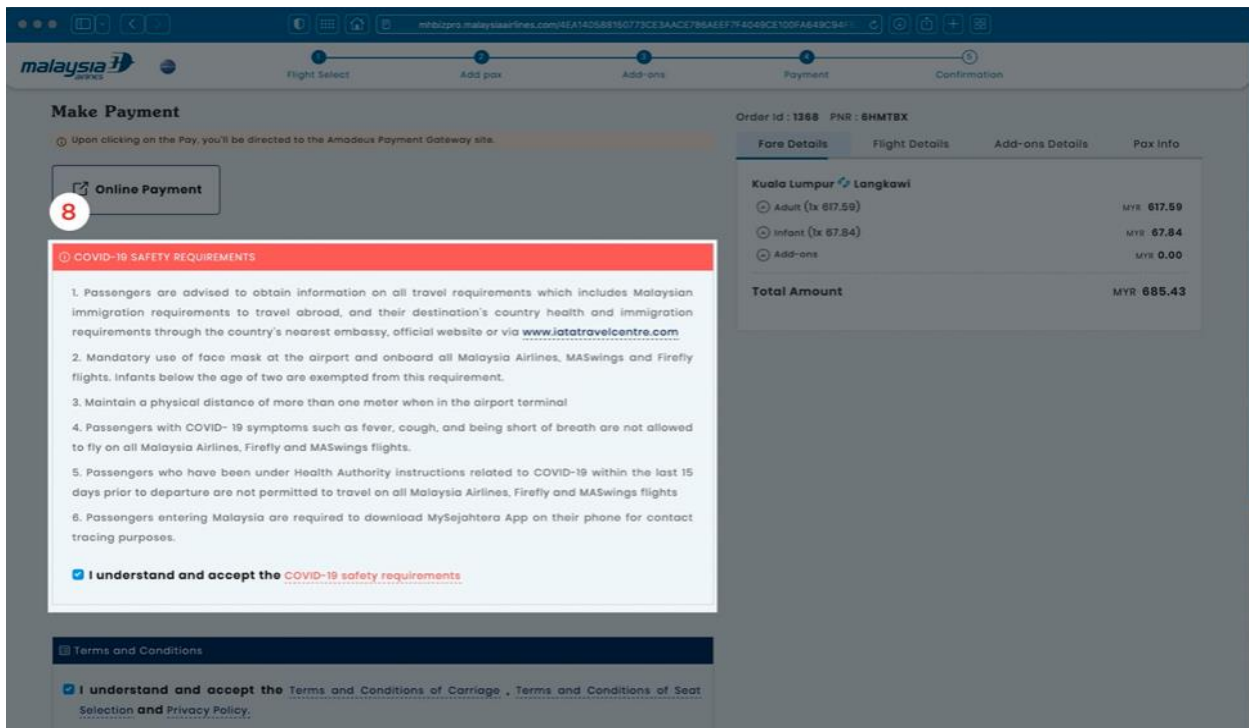 mhbizpro.malaysiaairlines.com/4EA140588160773CE3AACE786AEEF7F4049CE100FA649C94F
malaysia airlines
1 Flight Select
2 Add pax
3 Add-ons
4 Payment
5 Confirmation
Make Payment
Upon clicking on the Pay, you'll be directed to the Amadeus Payment Gateway site.
Online Payment
8
COVID-19 SAFETY REQUIREMENTS
1. Passengers are advised to obtain information on all travel requirements which includes Malaysian
immigration requirements to travel abroad, and their destination's country health and immigration
requirements through the country's nearest embassy, official website or via www.iatatravelcentre.com
2. Mandatory use of face mask at the airport and onboard all Malaysia Airlines, MASwings and Firefly
flights. Infants below the age of two are exempted from this requirement.
3. Maintain a physical distance of more than one meter when in the airport terminal
4. Passengers with COVID- 19 symptoms such as fever, cough, and being short of breath are not allowed
to fly on all Malaysia Airlines, Firefly and MASwings flights.
5. Passengers who have been under Health Authority instructions related to COVID-19 within the last 15
days prior to departure are not permitted to travel on all Malaysia Airlines, Firefly and MASwings flights
6. Passengers entering Malaysia are required to download MySejahtera App on their phone for contact
tracing purposes.
I understand and accept the COVID-19 safety requirements
Terms and Conditions
I understand and accept the Terms and Conditions of Carriage , Terms and Conditions of Seat
Selection and Privacy Policy.
Order Id : 1368 PNR : 6HMTBX
Fare Details Flight Details Add-ons Details Pax Info
Kuala Lumpur Langkawi
Adult (1x 617.59) MYR 617.59
Infant (1x 67.84) MYR 67.84
Add-ons MYR 0.00
Total Amount MYR 685.43